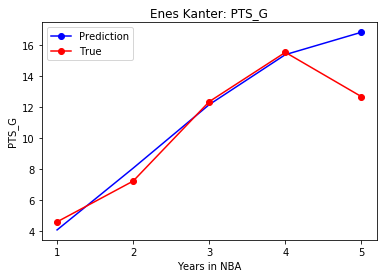 Enes Kanter: PTS_G
Prediction
True
16
14
12
10
8
6
4
PTS_G
1 2 3 4 5
Years in NBA